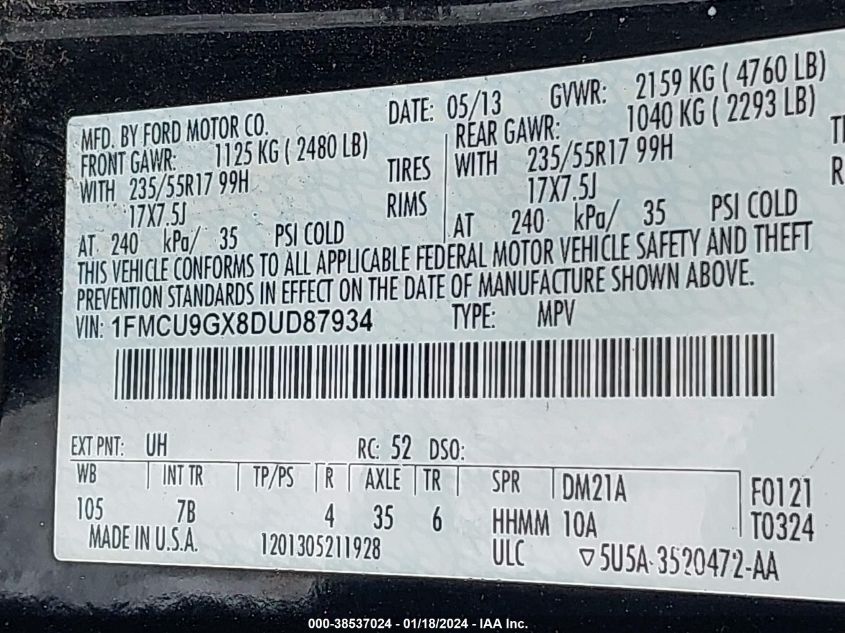 MFD. BY FORD MOTOR CO. DATE: 05/13 GVWR: 2159 KG ( 4760 LB)
FRONT GAWR: 1125 KG ( 2480 LB) REAR GAWR: 1040 KG ( 2293 LB)
WITH 235/55R17 99H TIRES WITH 235/55R17 99H TI
17X7.5J RIMS 17X7.5J R
AT 240 kPa/ 35 PSI COLD AT 240 kPa/ 35 PSI COLD
THIS VEHICLE CONFORMS TO ALL APPLICABLE FEDERAL MOTOR VEHICLE SAFETY AND THEFT
PREVENTION STANDARDS IN EFFECT ON THE DATE OF MANUFACTURE SHOWN ABOVE.
VIN: 1FMCU9GX8DUD87934 TYPE: MPV
EXT PNT: UH RC: 52 DSO:
WB INT TR TP/PS R AXLE TR SPR DM21A F0121
105 7B 4 35 6 HHMM 10A T0324
MADE IN U.S.A. 1201305211928 ULC ▽5U5A-3520472-AA
000-38537024 - 01/18/2024 - IAA Inc.